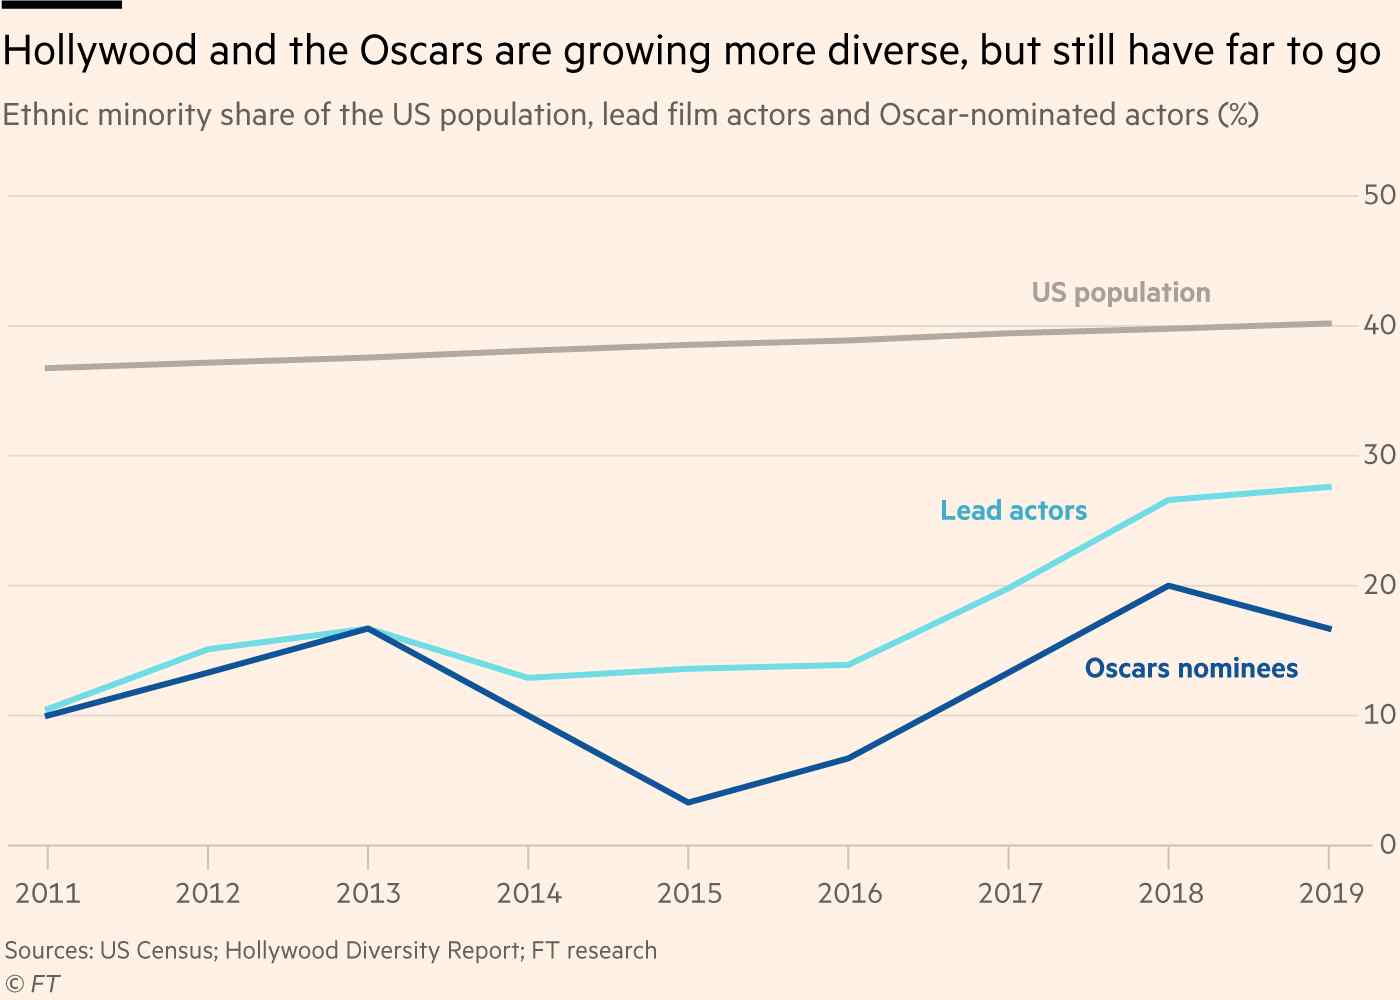 Hollywood and the Oscars are growing more diverse, but still have far to go
Ethnic minority share of the US population, lead film actors and Oscar-nominated actors (%)
50
US population
40
30
Lead actors
20
Oscars nominees
10
0
2011 2012 2013 2014 2015 2016 2017 2018 2019
Sources: US Census; Hollywood Diversity Report; FT research
© FT